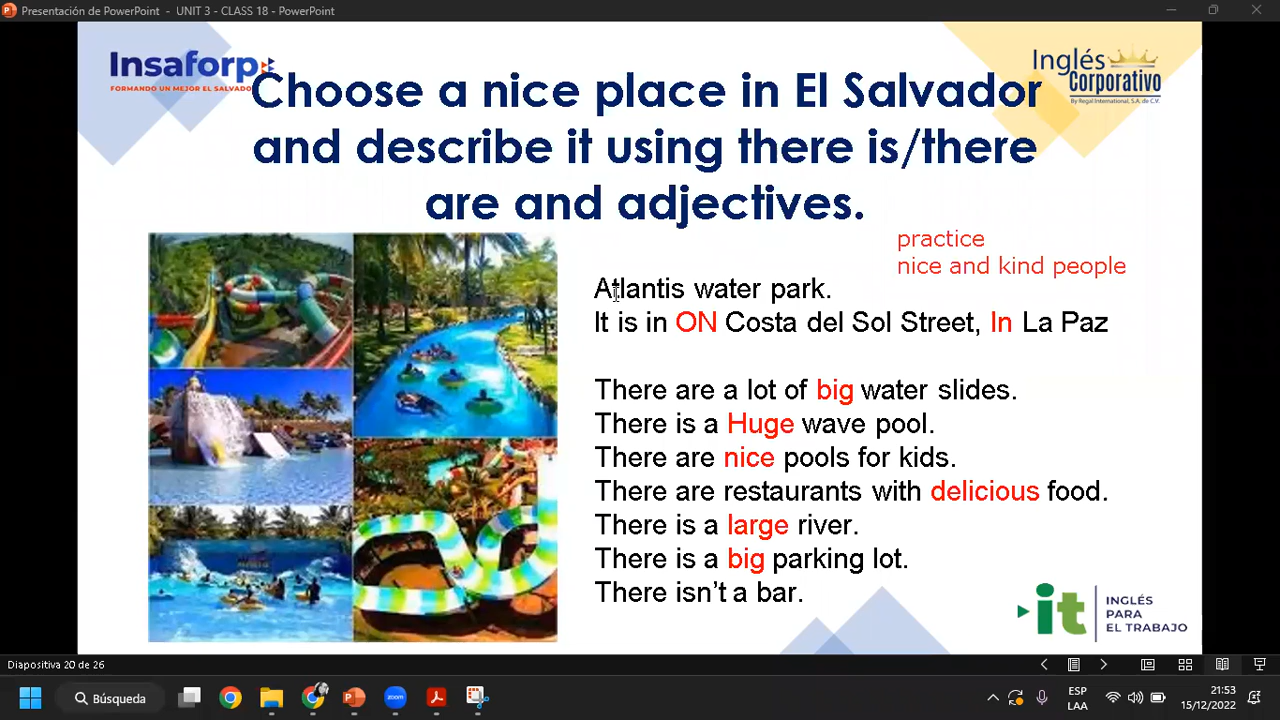 Presentación de PowerPoint - UNIT 3 - CLASS 18 - PowerPoint
Insaforp
FORMANDO UN MEJOR EL SALVADOR
Inglés
Corporativo
By Regal International, S.A. de C.V.
Choose a nice place in El Salvador
and describe it using there is/there
are and adjectives.
practice
nice and kind people
Atlantis water park.
It is in ON Costa del Sol Street, In La Paz
There are a lot of big water slides.
There is a Huge wave pool.
There are nice pools for kids.
There are restaurants with delicious food.
There is a large river.
There is a big parking lot.
There isn't a bar.
it
INGLÉS
PARA
EL TRABAJO
Diapositiva 20 de 26
Búsqueda
zoom
ESP
LAA
21:53
15/12/2022